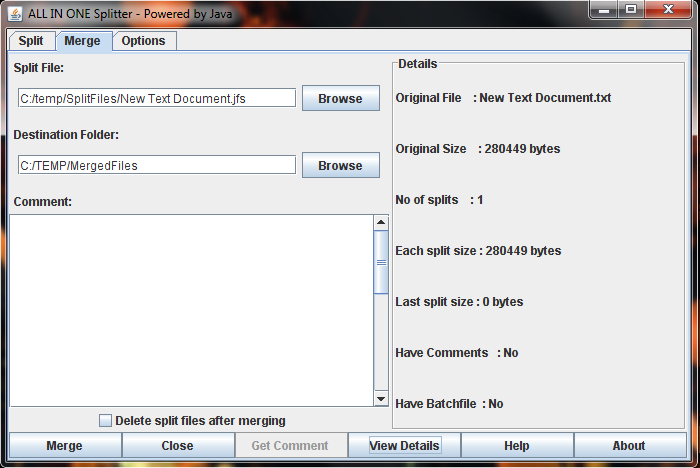 ALL IN ONE Splitter - Powered by Java
Split Merge Options
Split File:
C:/temp/SplitFiles/New Text Document.jfs Browse
Destination Folder:
C:/TEMP/MergedFiles Browse
Comment:
Delete split files after merging
Details
Original File : New Text Document.txt
Original Size : 280449 bytes
No of splits : 1
Each split size : 280449 bytes
Last split size : 0 bytes
Have Comments : No
Have Batchfile : No
Merge Close Get Comment View Details Help About